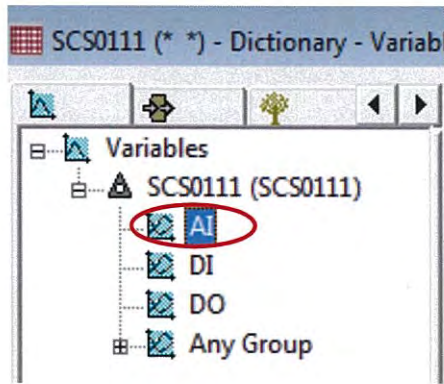 SCS0111 (* *) - Dictionary - Variab
Variables
SCS0111 (SCS0111)
AI
DI
DO
Any Group